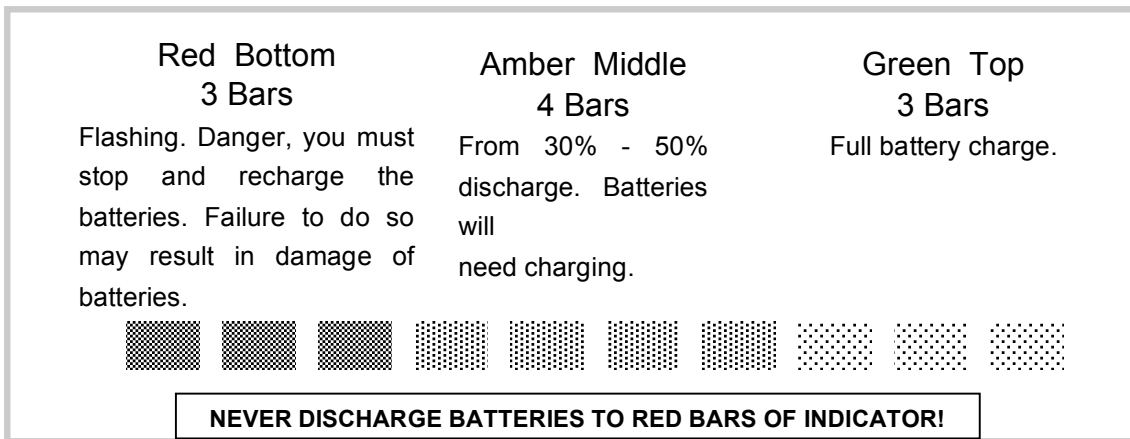 Red Bottom
3 Bars
Flashing. Danger, you must
stop and recharge the
batteries. Failure to do so
may result in damage of
batteries.
Amber Middle
4 Bars
From 30% - 50%
discharge. Batteries
will
need charging.
Green Top
3 Bars
Full battery charge.
NEVER DISCHARGE BATTERIES TO RED BARS OF INDICATOR!